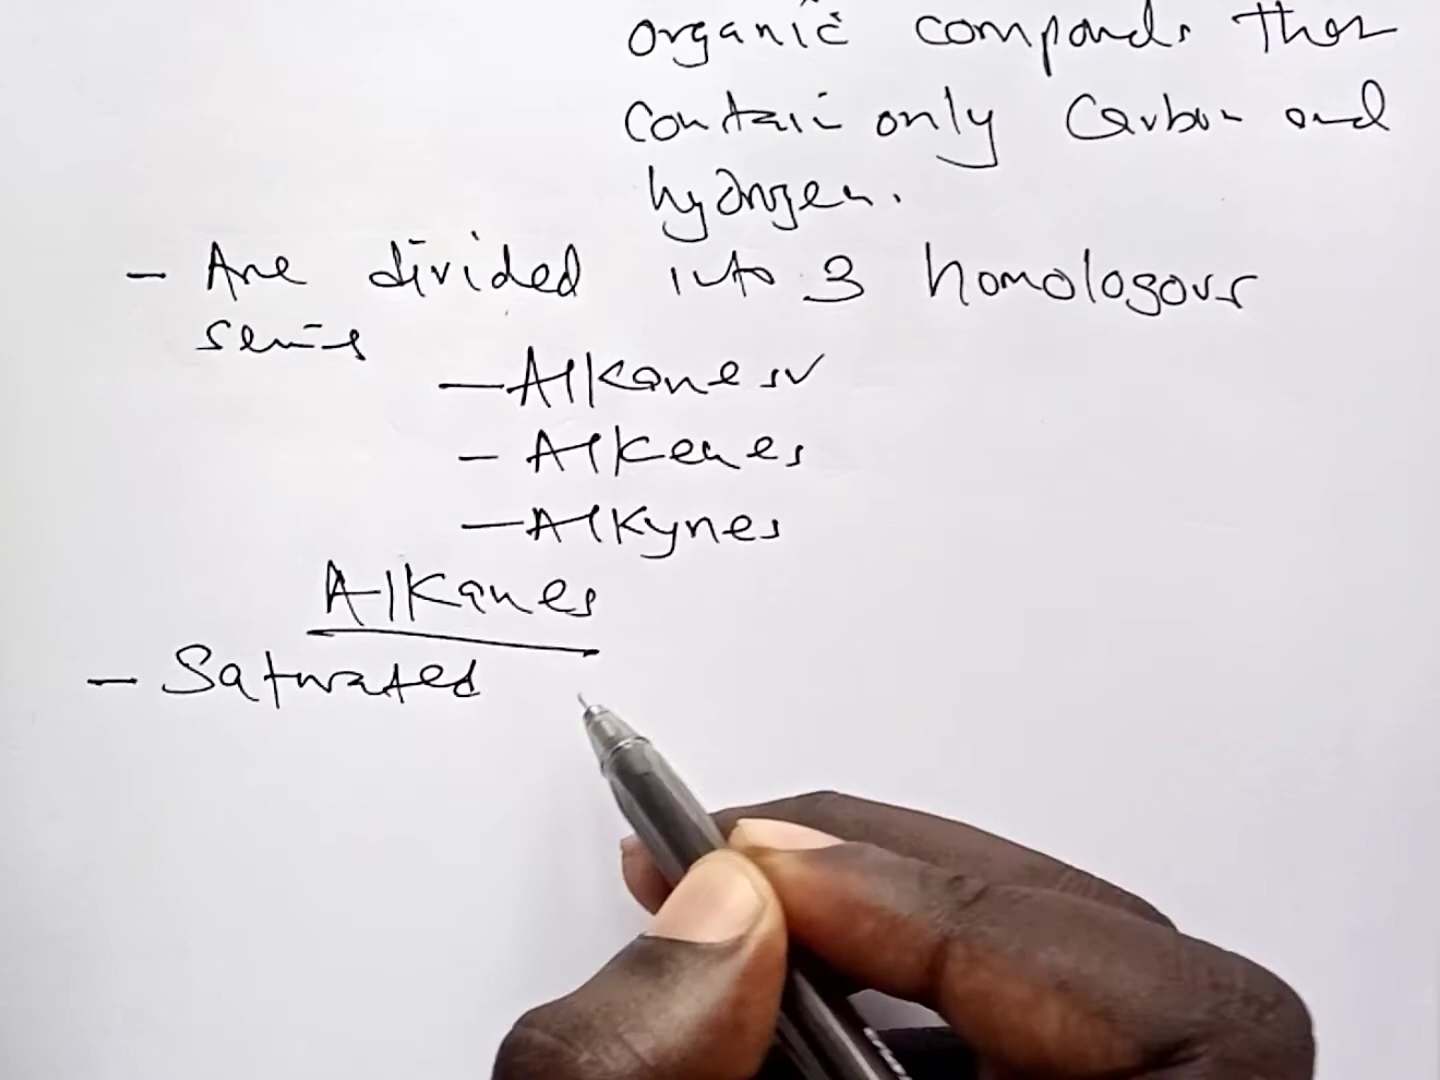 organic compounds that
contain only Carbon and
hydrogen.
- Are divided into 3 homologous
series
- Alkanes ✓
- Alkenes
- Alkynes
Alkanes
- Saturated